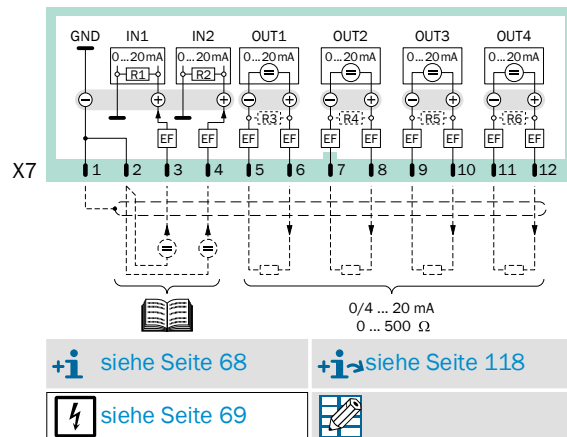 GND IN1 IN2 OUT1 OUT2 OUT3 OUT4
0...20mA 0...20mA 0...20mA 0...20mA 0...20mA 0...20mA
R1 R2
R3 R4 R5 R6
EF EF EF EF EF EF EF EF EF EF
X7 1 2 3 4 5 6 7 8 9 10 11 12
0/4 ... 20 mA
0 ... 500 Ω
+i siehe Seite 68 +i siehe Seite 118
siehe Seite 69